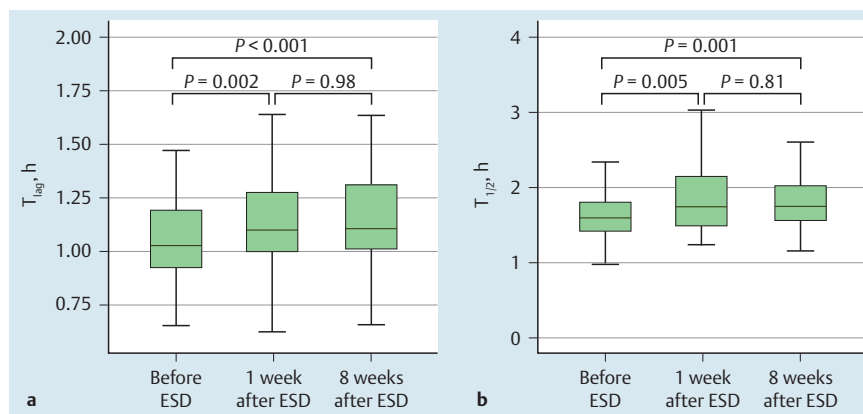 2.00
1.75
1.50
1.25
1.00
0.75
Tlag, h
P < 0.001
P = 0.002
P = 0.98
Before ESD
1 week after ESD
8 weeks after ESD
a
4
3
2
1
0
T1/2, h
P = 0.001
P = 0.005
P = 0.81
Before ESD
1 week after ESD
8 weeks after ESD
b